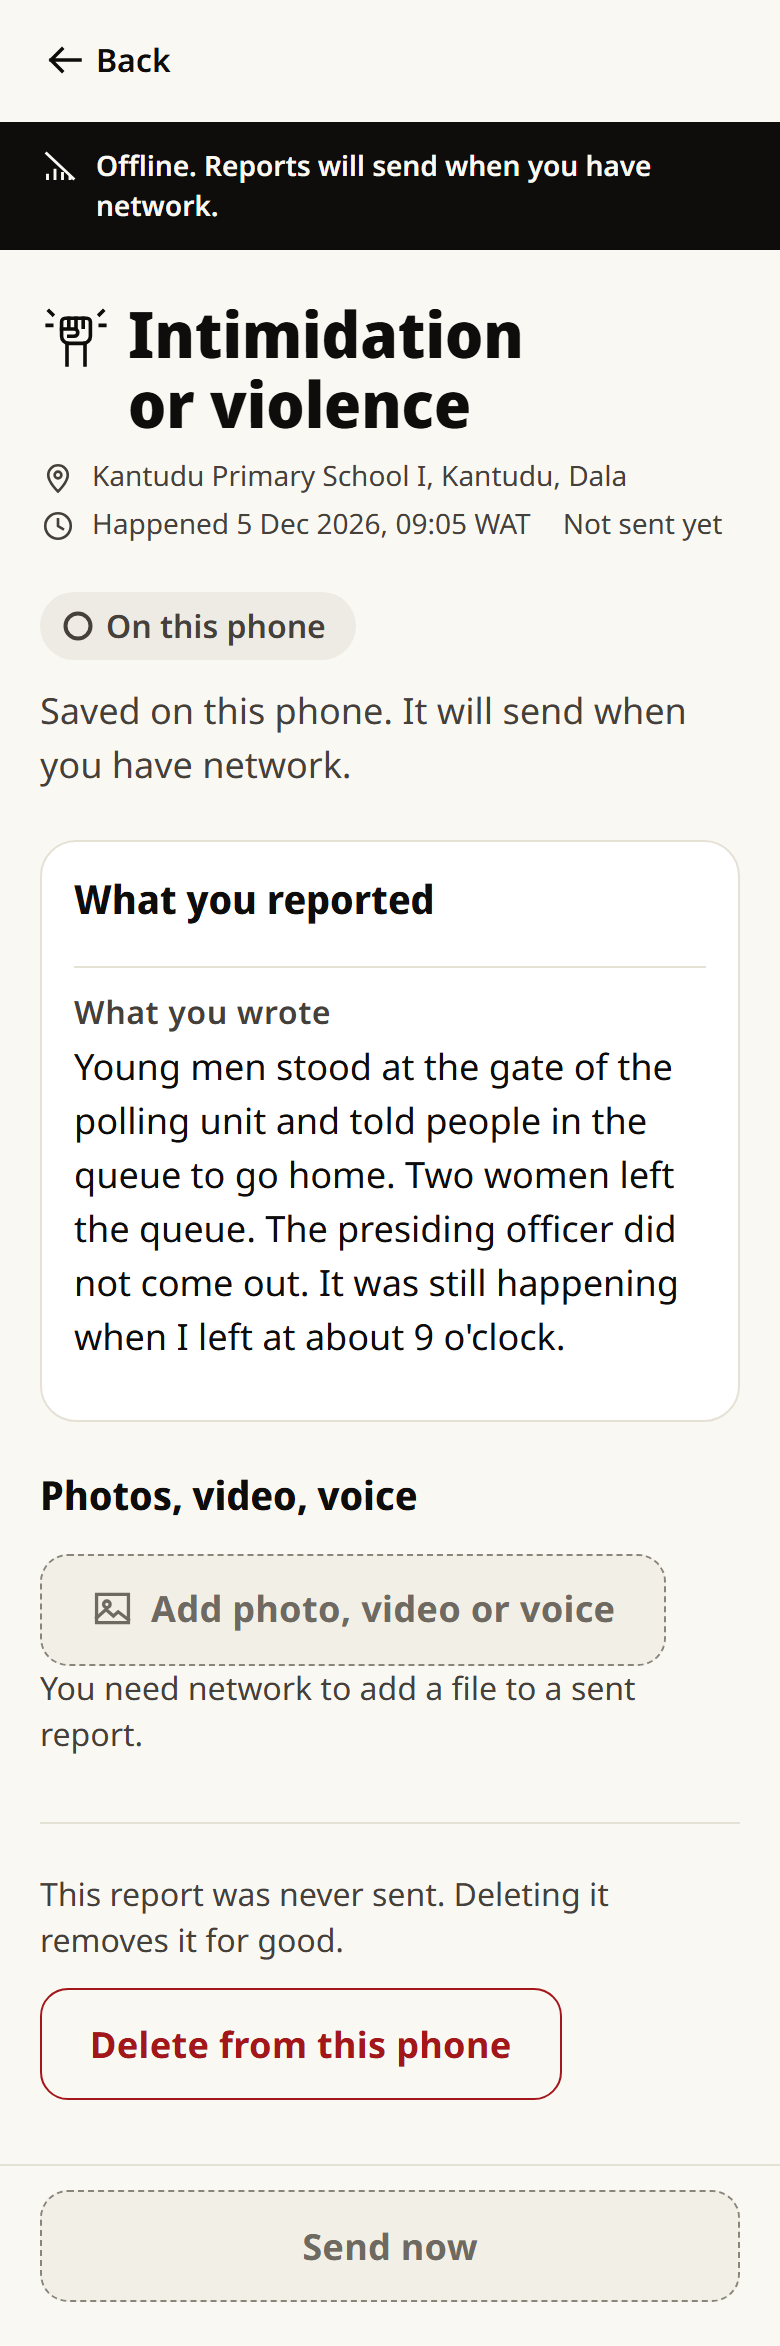 Back
Offline. Reports will send when you have
network.
Intimidation
or violence
Kantudu Primary School I, Kantudu, Dala
Happened 5 Dec 2026, 09:05 WAT Not sent yet
On this phone
Saved on this phone. It will send when
you have network.
What you reported
What you wrote
Young men stood at the gate of the
polling unit and told people in the
queue to go home. Two women left
the queue. The presiding officer did
not come out. It was still happening
when I left at about 9 o'clock.
Photos, video, voice
Add photo, video or voice
You need network to add a file to a sent
report.
This report was never sent. Deleting it
removes it for good.
Delete from this phone
Send now